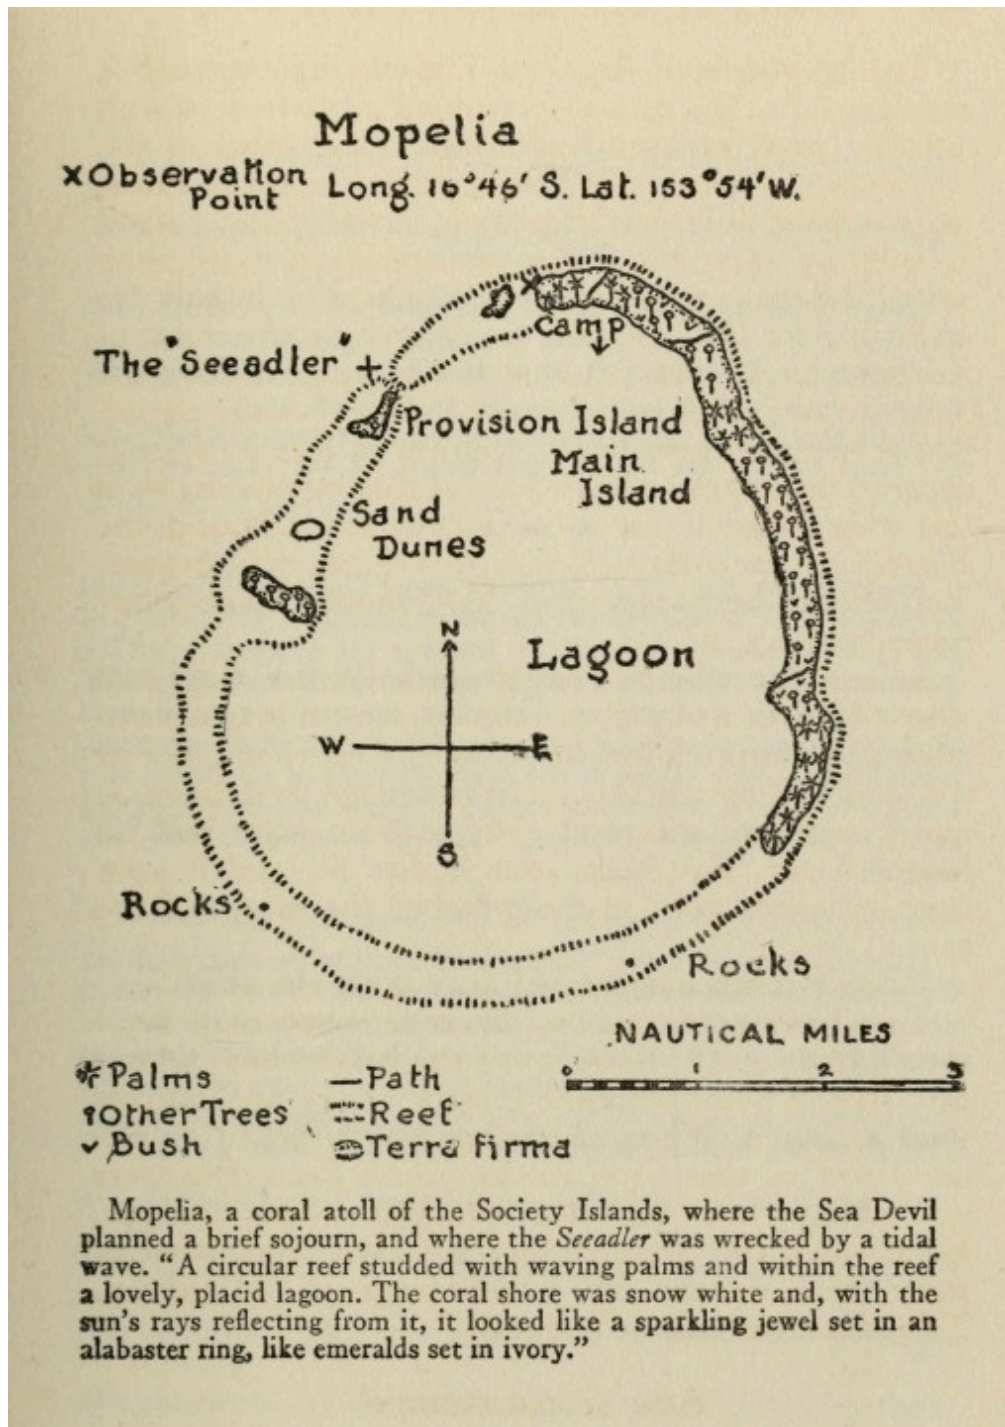 Mopelia
×Observation
Point
Long. 16°46' S. Lat. 153°54' W.
Camp
The "Seeadler" +
Provision Island
Main
Island
Sand
Dunes
N
Lagoon
W E
S
Rocks
Rocks
NAUTICAL MILES
0 1 2 3
Palms
Path
Other Trees
Reef
Bush
Terra firma
Mopelia, a coral atoll of the Society Islands, where the Sea Devil
planned a brief sojourn, and where the Seeadler was wrecked by a tidal
wave. “A circular reef studded with waving palms and within the reef
a lovely, placid lagoon. The coral shore was snow white and, with the
sun’s rays reflecting from it, it looked like a sparkling jewel set in an
alabaster ring, like emeralds set in ivory.”